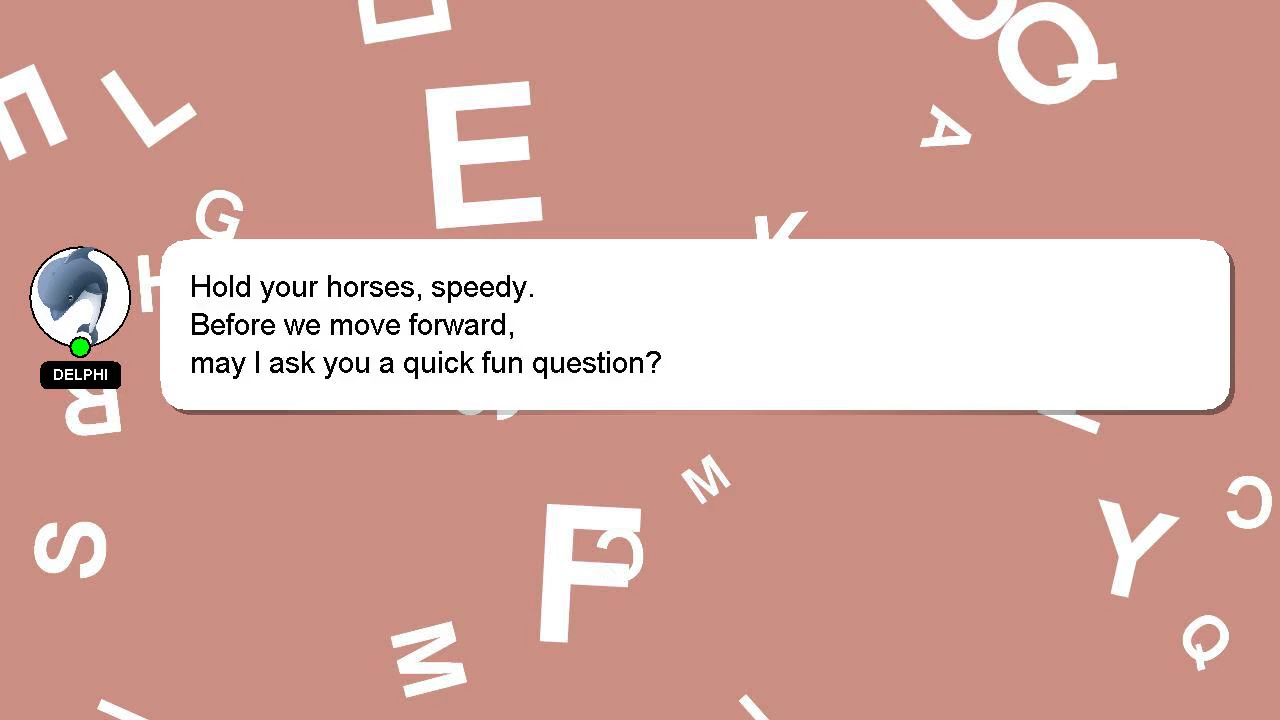 E
L
E
Q
A
G
K
H
Hold your horses, speedy.
Before we move forward,
may I ask you a quick fun question?
DELPHI
R
M
S
F
G
Y
C
Q
M